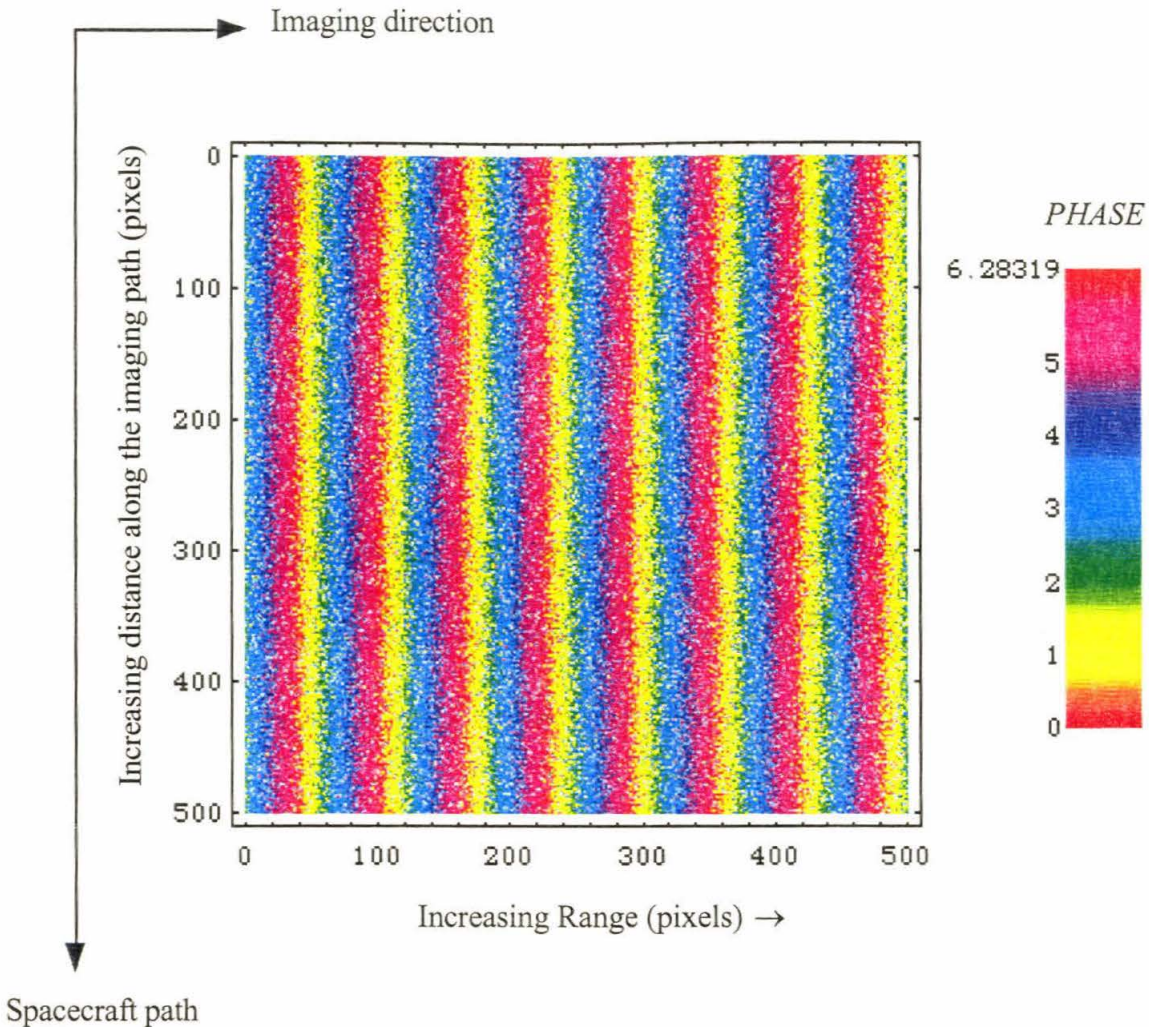 Imaging direction
Increasing distance along the imaging path (pixels)
0
100
200
300
400
500
0 100 200 300 400 500
Increasing Range (pixels) →
Spacecraft path
PHASE
6.28319
5
4
3
2
1
0